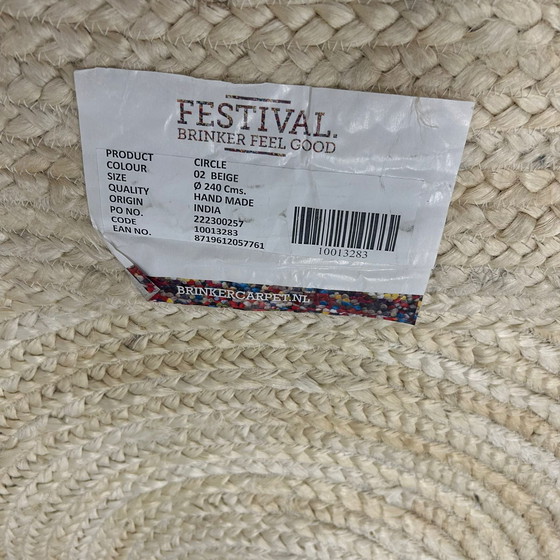 FESTIVAL.
BRINKER FEEL GOOD
PRODUCT CIRCLE
COLOUR 02 BEIGE
SIZE Ø 240 Cms.
QUALITY HAND MADE
ORIGIN INDIA
PO NO. 222300257
CODE 10013283
EAN NO. 8719612057761
10013283
BRINKERCARPET.NL